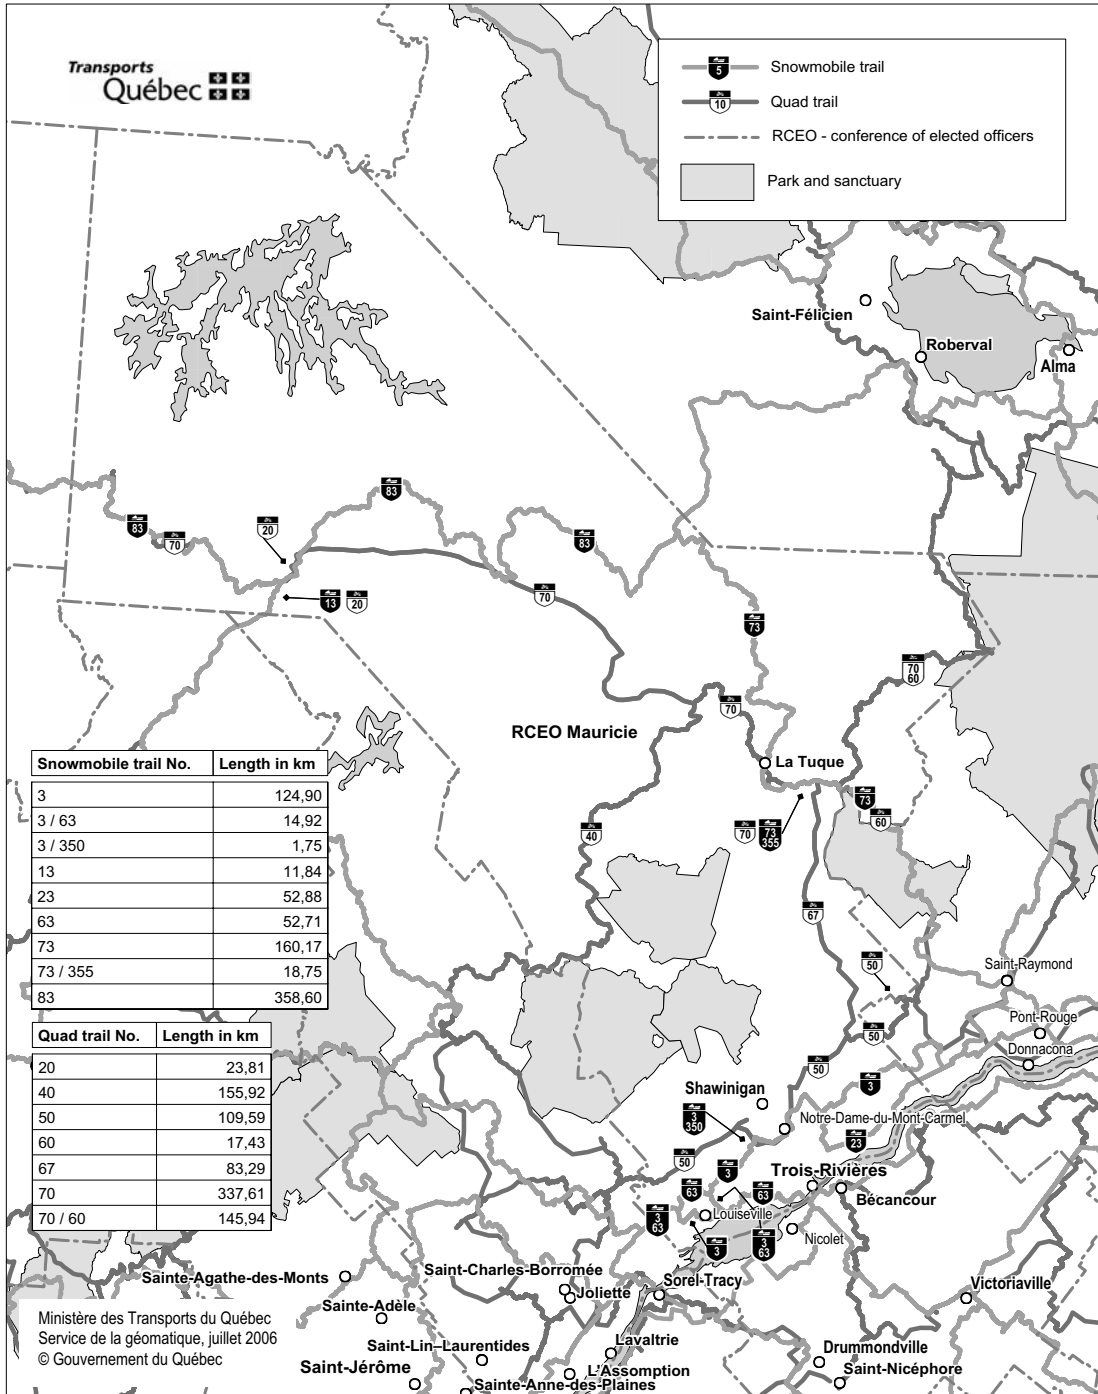 Transports
Québec
5
Snowmobile trail
10
Quad trail
RCEO - conference of elected officers
Park and sanctuary
Saint-Félicien
Roberval
Alma
83
83
70
20
83
13
20
70
73
70
60
70
RCEO Mauricie
La Tuque
73
60
70
73
355
40
67
50
Saint-Raymond
Pont-Rouge
50
Donnacona
50
3
Shawinigan
3
350
Notre-Dame-du-Mont-Carmel
23
50
3
Trois-Rivières
63
63
Bécancour
Louiseville
3
63
3
3
63
Nicolet
Snowmobile trail No. Length in km
3 124,90
3 / 63 14,92
3 / 350 1,75
13 11,84
23 52,88
63 52,71
73 160,17
73 / 355 18,75
83 358,60
Quad trail No. Length in km
20 23,81
40 155,92
50 109,59
60 17,43
67 83,29
70 337,61
70 / 60 145,94
Sainte-Agathe-des-Monts
Saint-Charles-Borromée
Joliette
Sorel-Tracy
Victoriaville
Sainte-Adèle
Saint-Lin–Laurentides
Lavaltrie
Drummondville
Saint-Jérôme
L'Assomption
Saint-Nicéphore
Sainte-Anne-des-Plaines
Ministère des Transports du Québec
Service de la géomatique, juillet 2006
© Gouvernement du Québec